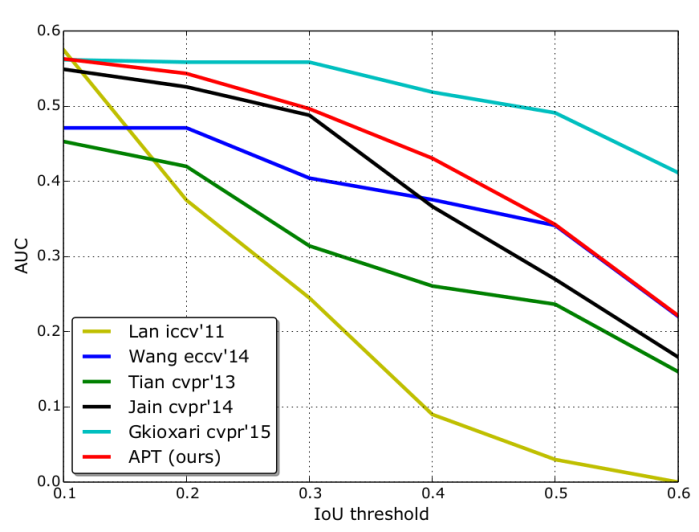 0.6
0.5
0.4
0.3
0.2
0.1
0.0
AUC
Lan iccv'11
Wang eccv'14
Tian cvpr'13
Jain cvpr'14
Gkioxari cvpr'15
APT (ours)
0.1 0.2 0.3 0.4 0.5 0.6
IoU threshold